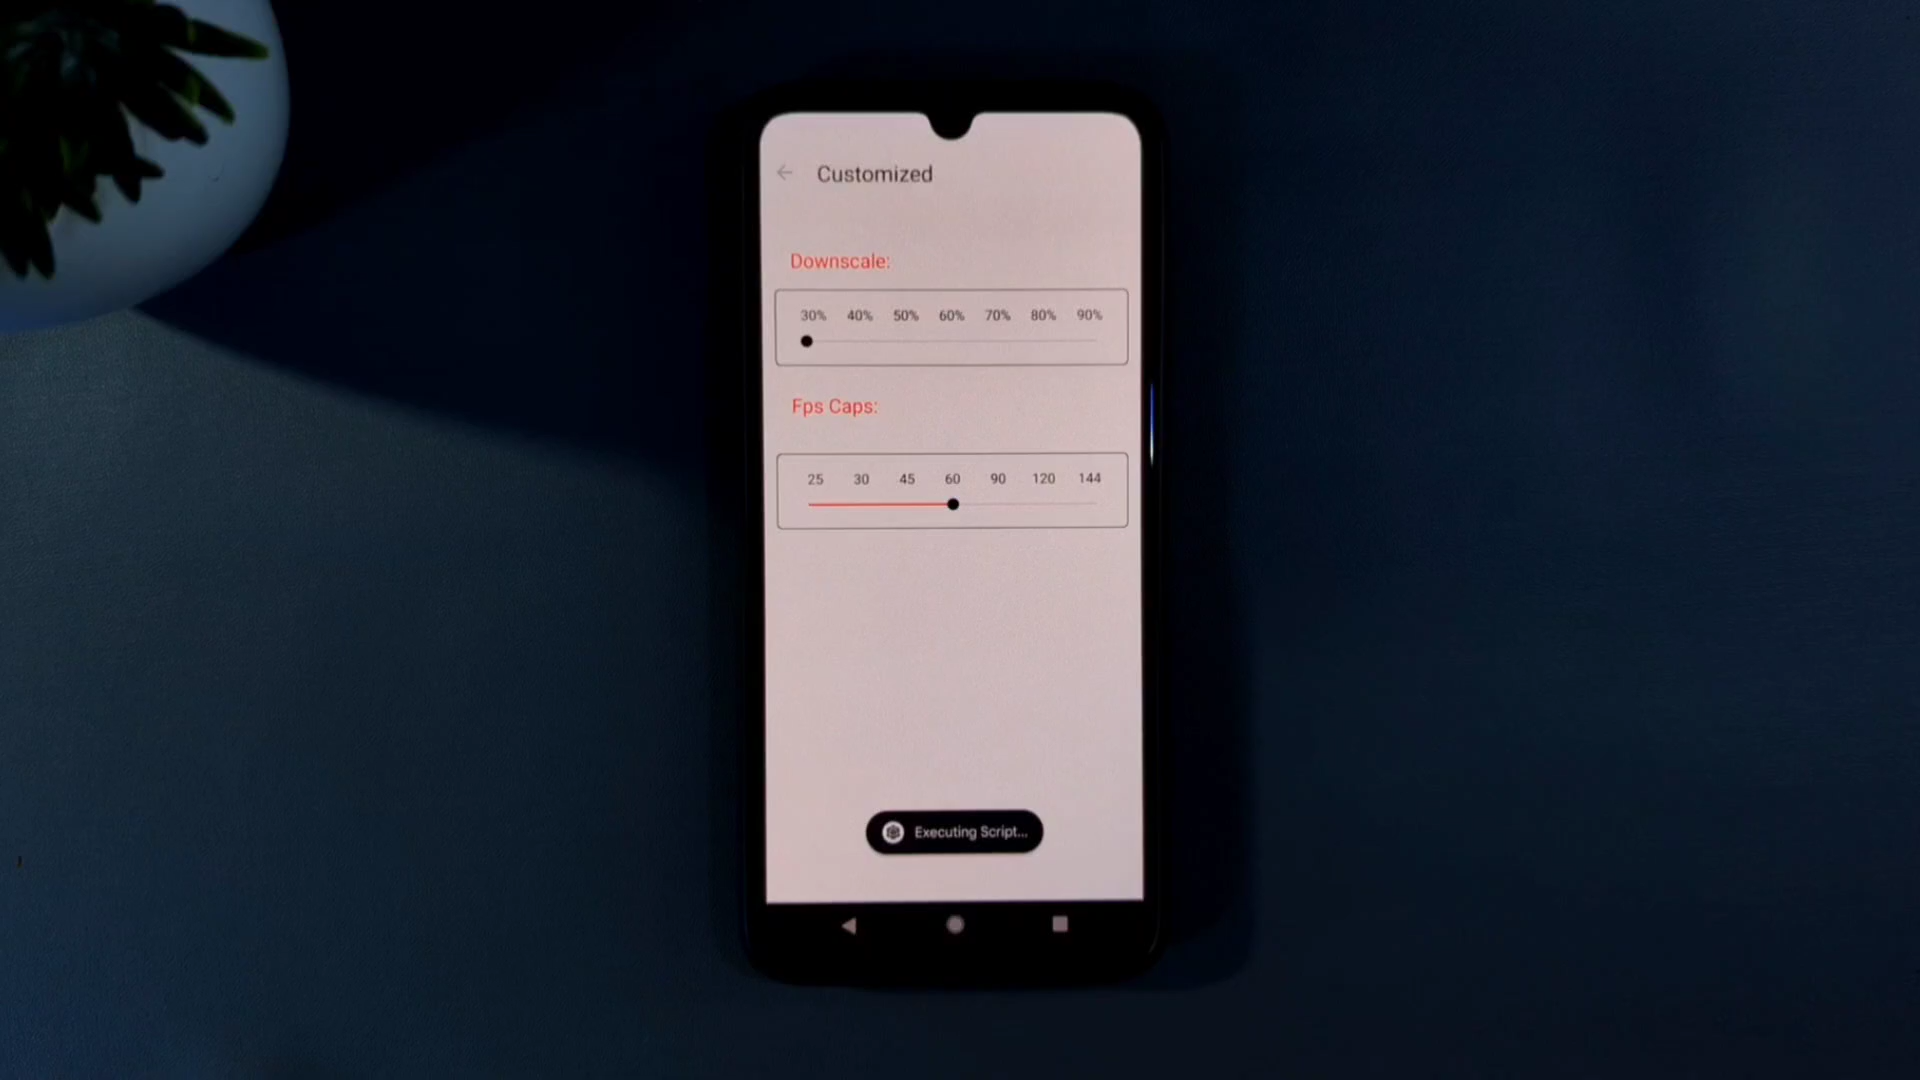 Customized
Downscale:
30% 40% 50% 60% 70% 80% 90%
Fps Caps:
25 30 45 60 90 120 144
Executing Script...